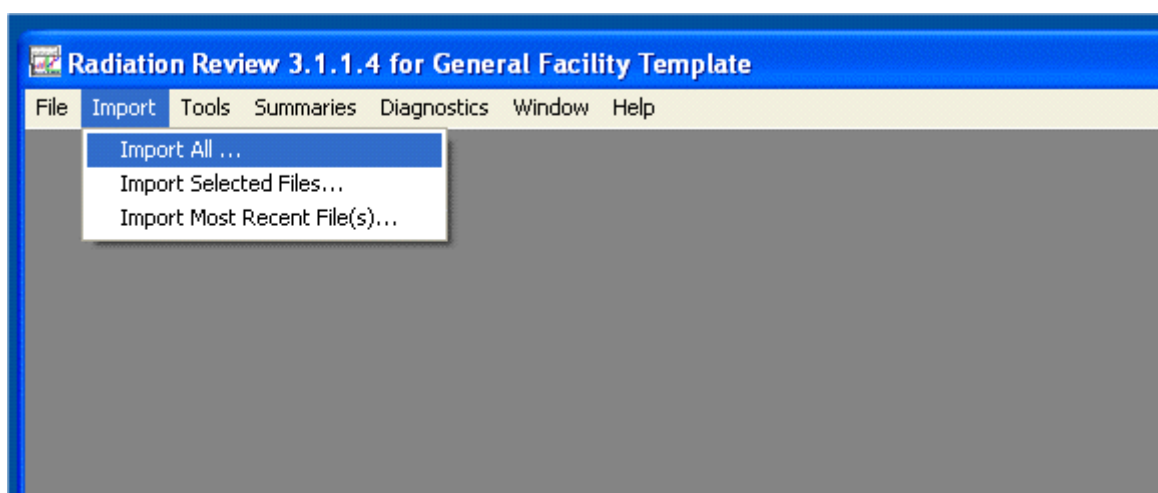 Radiation Review 3.1.1.4 for General Facility Template
File Import Tools Summaries Diagnostics Window Help
Import All ...
Import Selected Files...
Import Most Recent File(s)...